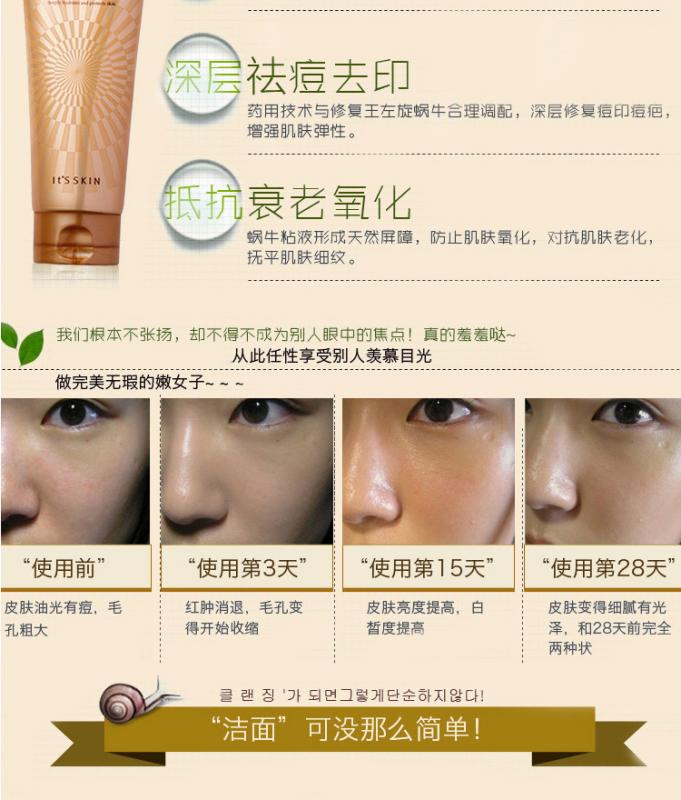 deeply hydrates and protects skin.
深层祛痘去印
药用技术与修复王左旋蜗牛合理调配，深层修复痘印痘疤，
增强肌肤弹性。
It'S SKIN
抵抗衰老氧化
蜗牛粘液形成天然屏障，防止肌肤氧化，对抗肌肤老化，
抚平肌肤细纹。
我们根本不张扬，却不得不成为别人眼中的焦点！真的羞羞哒~
从此任性享受别人羡慕目光
做完美无瑕的嫩女子~ ~ ~
“使用前”
“使用第3天”
“使用第15天”
“使用第28天”
皮肤油光有痘，毛
孔粗大
红肿消退，毛孔变
得开始收缩
皮肤亮度提高，白
皙度提高
皮肤变得细腻有光
泽，和28天前完全
两种状
클 랜 징 '가 되면그렇게단순하지않다!
“洁面” 可没那么简单！